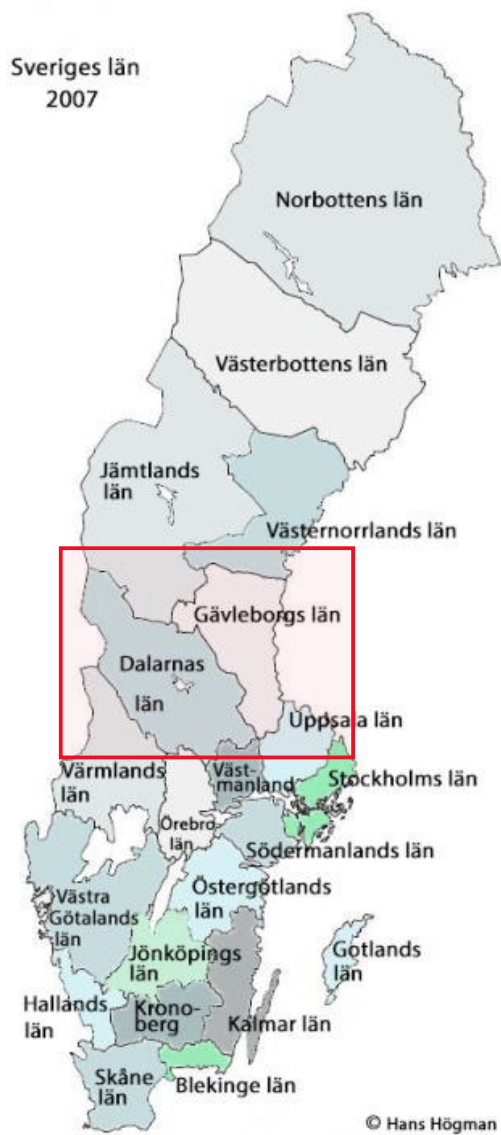 Sveriges län
2007
Norbottens län
Västerbottens län
Jämtlands
län
Västernorrlands län
Gävleborgs län
Dalarnas
län
Uppsala län
Värmlands
län
Väst-
manland
Stockholms län
Örebro
län
Södermanlands län
Östergötlands
län
Västra
Götalands
län
Jönköpings
län
Gotlands
län
Hallands
län
Krono-
berg
Kalmar län
Skåne
län
Blekinge län
© Hans Högman